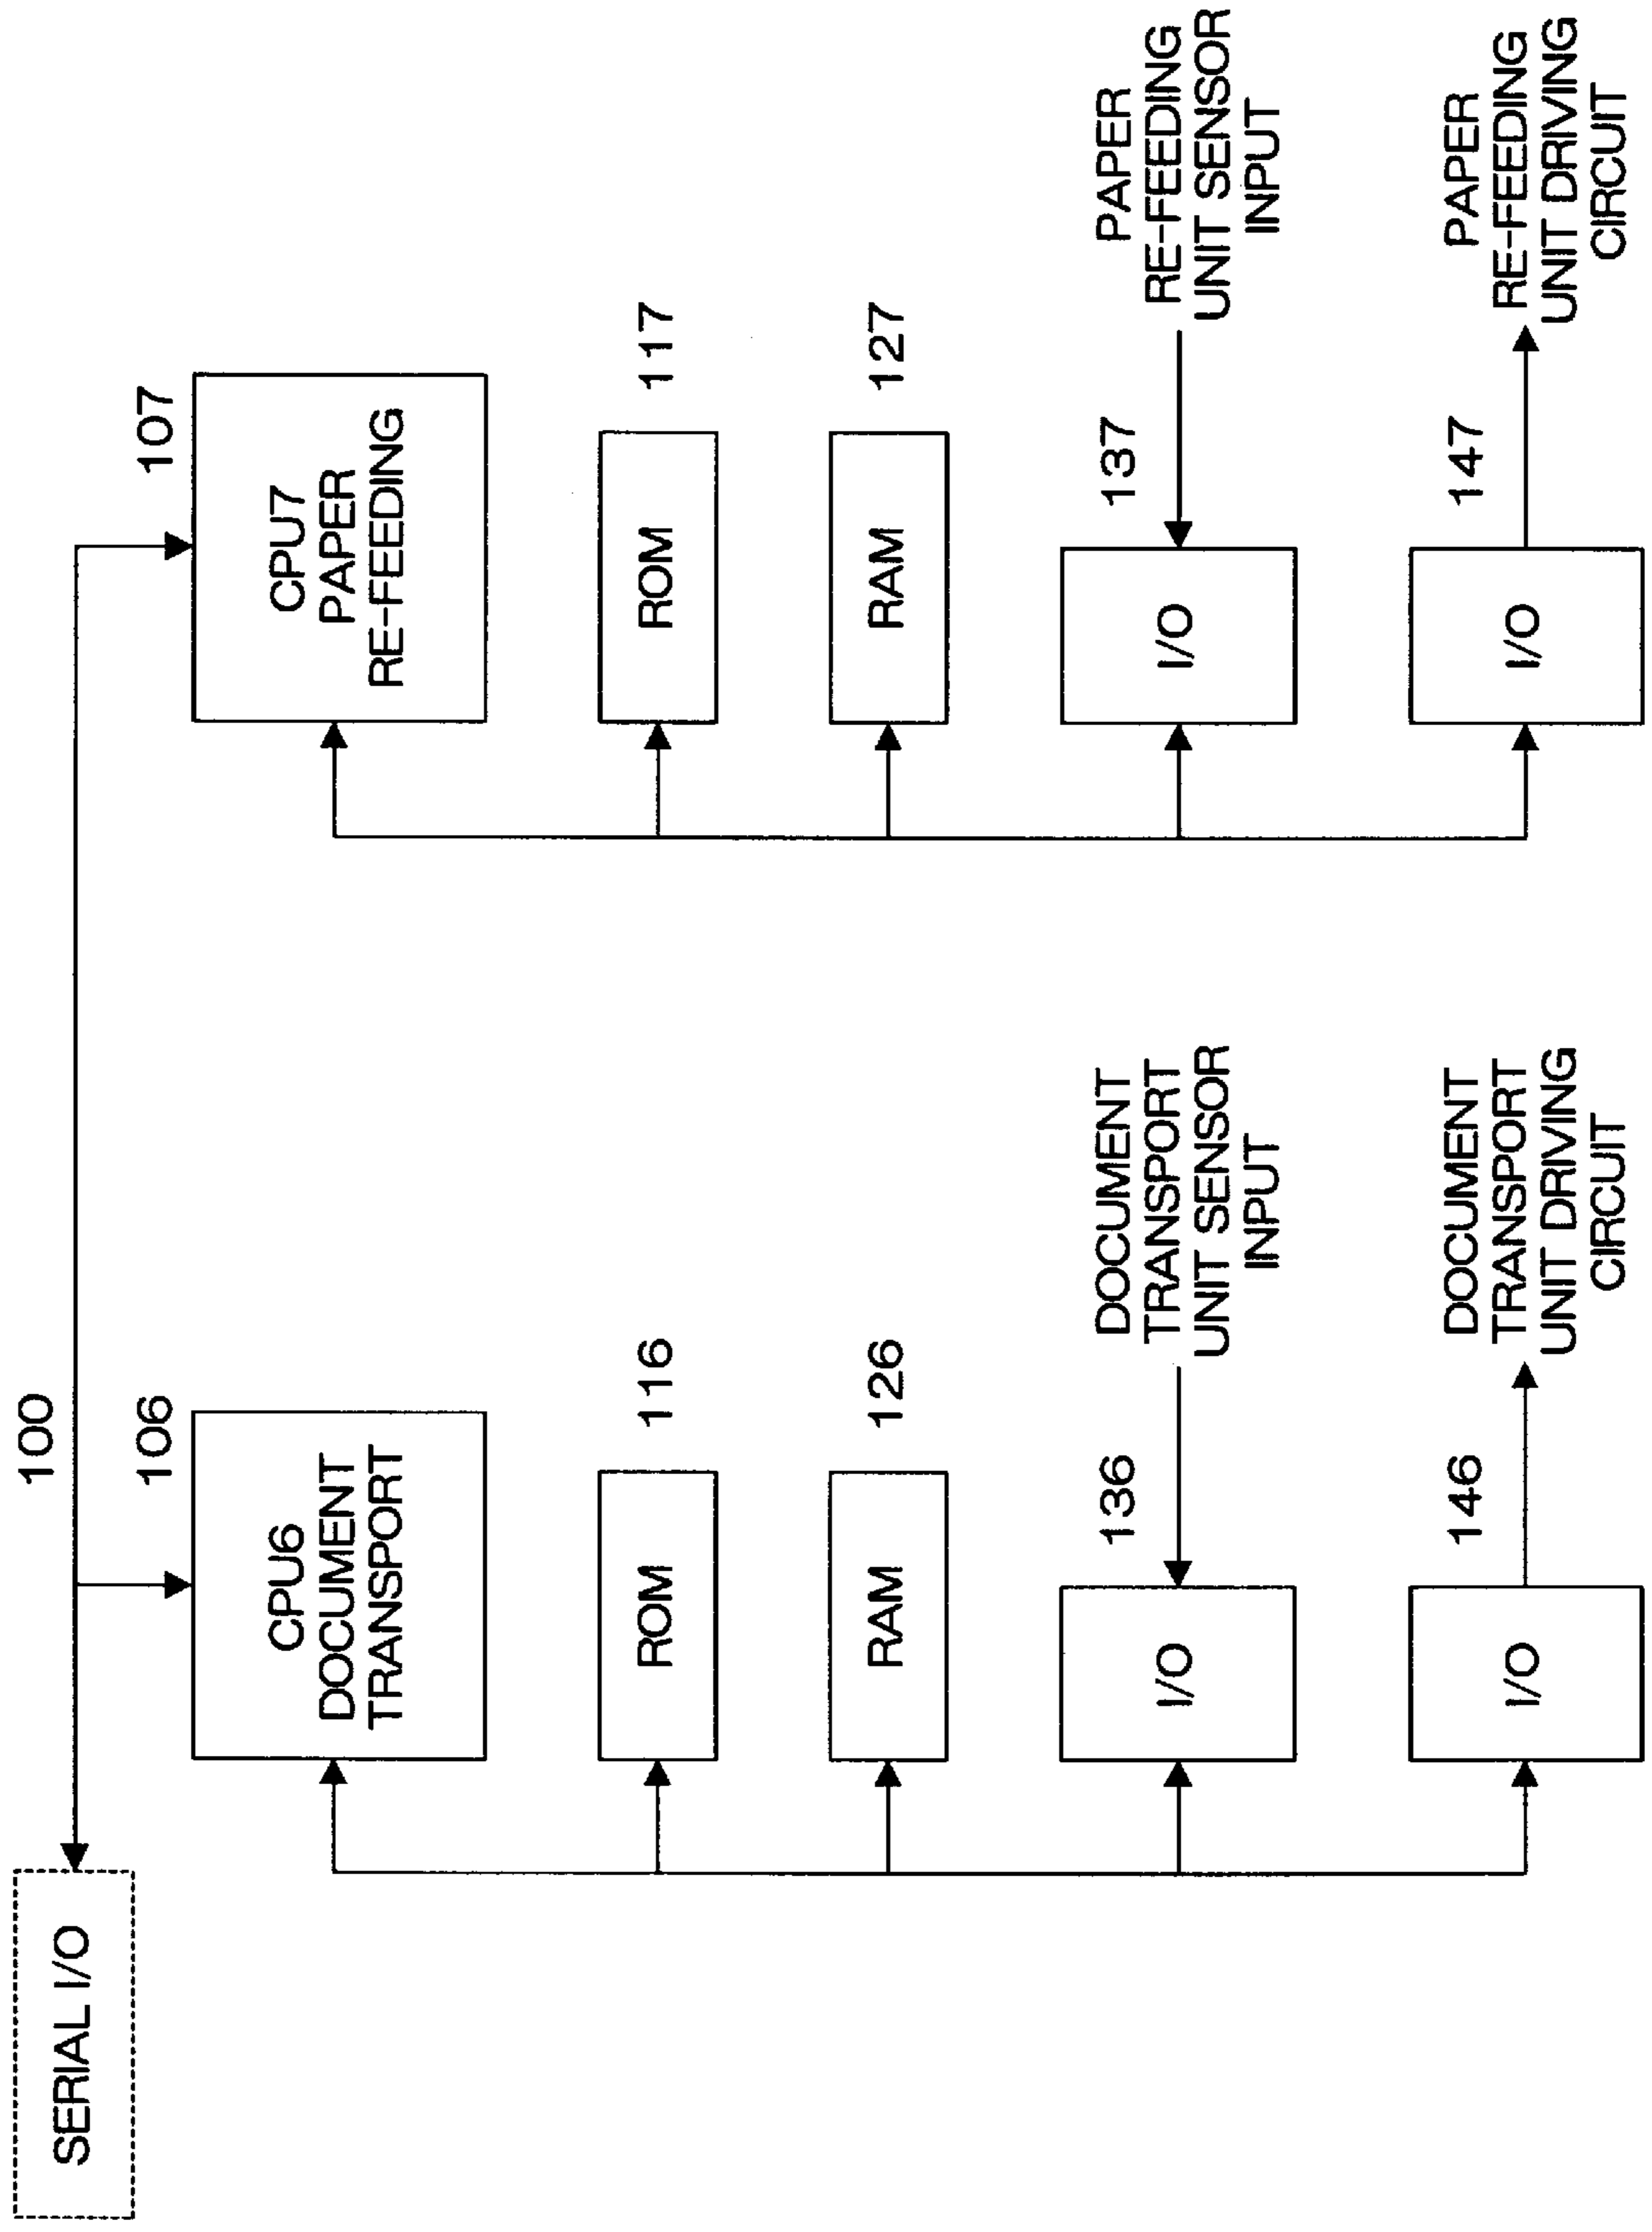 100
SERIAL I/O
106
CPU6
DOCUMENT
TRANSPORT
116
ROM
126
RAM
136
I/O
DOCUMENT
TRANSPORT
UNIT SENSOR
INPUT
146
I/O
DOCUMENT
TRANSPORT
UNIT DRIVING
CIRCUIT
107
CPU7
PAPER
RE-FEEDING
117
ROM
127
RAM
137
I/O
PAPER
RE-FEEDING
UNIT SENSOR
INPUT
147
I/O
PAPER
RE-FEEDING
UNIT DRIVING
CIRCUIT